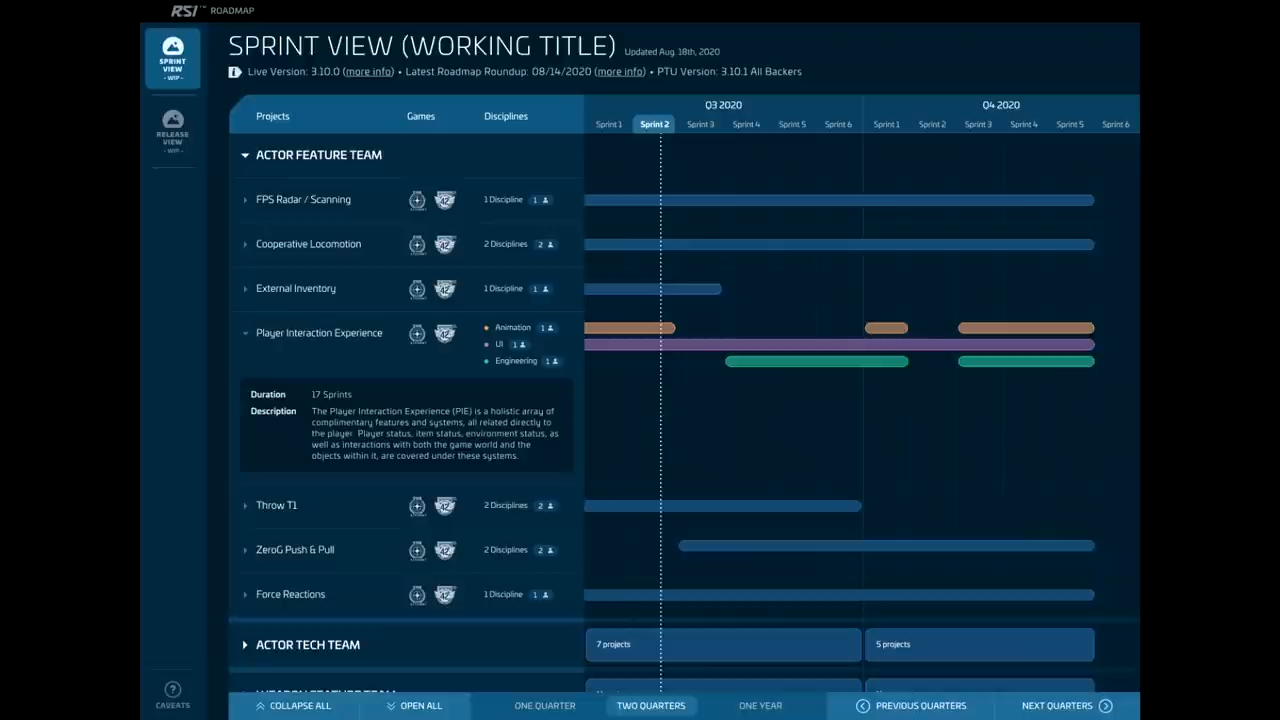 RSI™ ROADMAP
SPRINT VIEW - WIP -
RELEASE VIEW - WIP -
SPRINT VIEW (WORKING TITLE) Updated Aug. 18th, 2020
Live Version: 3.10.0 (more info) • Latest Roadmap Roundup: 08/14/2020 (more info) • PTU Version: 3.10.1 All Backers
Projects Games Disciplines
Q3 2020 Q4 2020
Sprint 1 Sprint 2 Sprint 3 Sprint 4 Sprint 5 Sprint 6 Sprint 1 Sprint 2 Sprint 3 Sprint 4 Sprint 5 Sprint 6
ACTOR FEATURE TEAM
FPS Radar / Scanning 42 1 Discipline 1
Cooperative Locomotion 42 2 Disciplines 2
External Inventory 42 1 Discipline 1
Player Interaction Experience 42
Animation 1
UI 1
Engineering 1
Duration 17 Sprints
Description The Player Interaction Experience (PIE) is a holistic array of
complimentary features and systems, all related directly to
the player. Player status, item status, environment status, as
well as interactions with both the game world and the
objects within it, are covered under these systems.
Throw T1 42 2 Disciplines 2
ZeroG Push & Pull 42 2 Disciplines 2
Force Reactions 42 1 Discipline 1
ACTOR TECH TEAM 7 projects 5 projects
COLLAPSE ALL OPEN ALL ONE QUARTER TWO QUARTERS ONE YEAR PREVIOUS QUARTERS NEXT QUARTERS
? CAVEATS